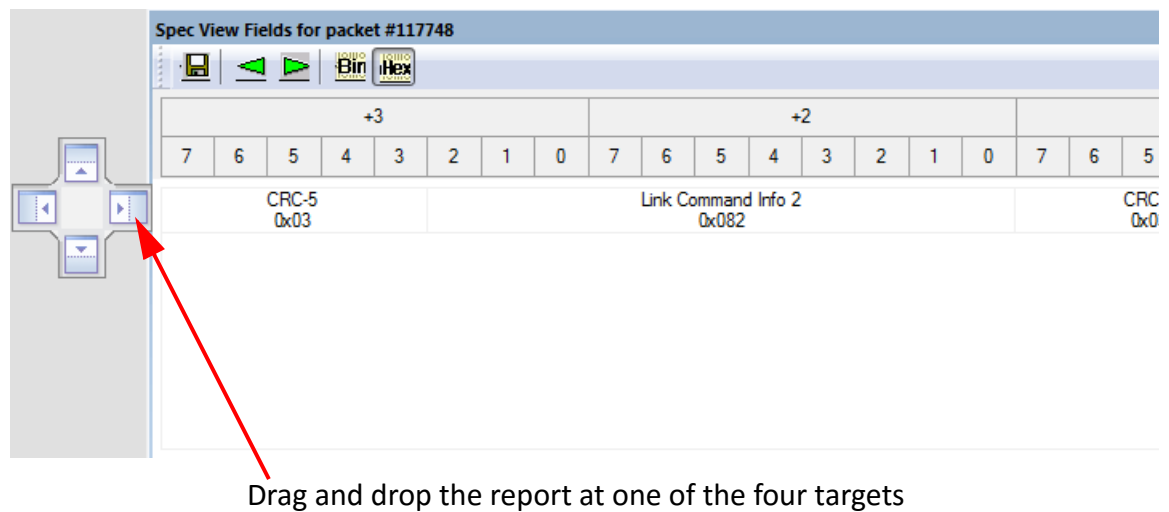 Spec View Fields for packet #117748
Bin Hex
+3 +2
7 6 5 4 3 2 1 0 7 6 5 4 3 2 1 0 7 6 5
CRC-5 Link Command Info 2 CRC
0x03 0x082 0x0
Drag and drop the report at one of the four targets